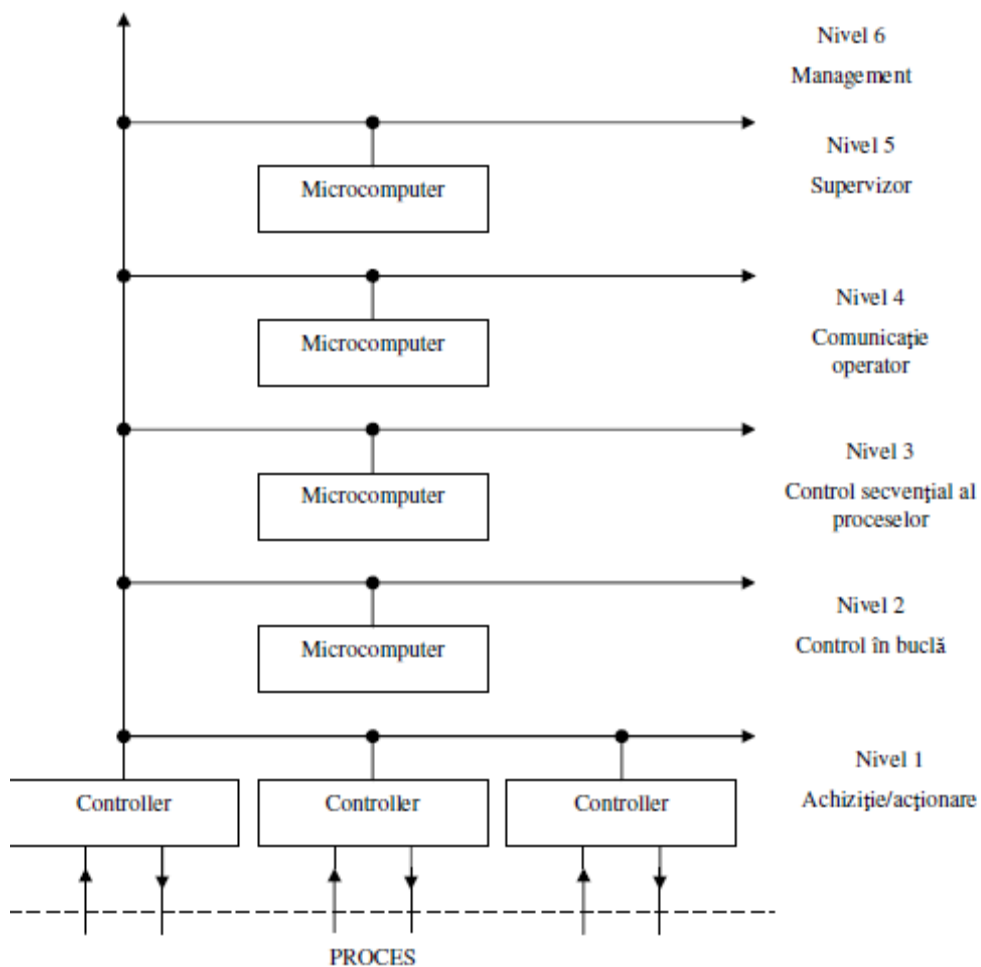 Nivel 6
Management
Nivel 5
Microcomputer
Supervizor
Nivel 4
Microcomputer
Comunicaţie
operator
Nivel 3
Microcomputer
Control secvenţial al
proceselor
Nivel 2
Microcomputer
Control în buclă
Nivel 1
Controller
Controller
Controller
Achiziţie/acţionare
PROCES